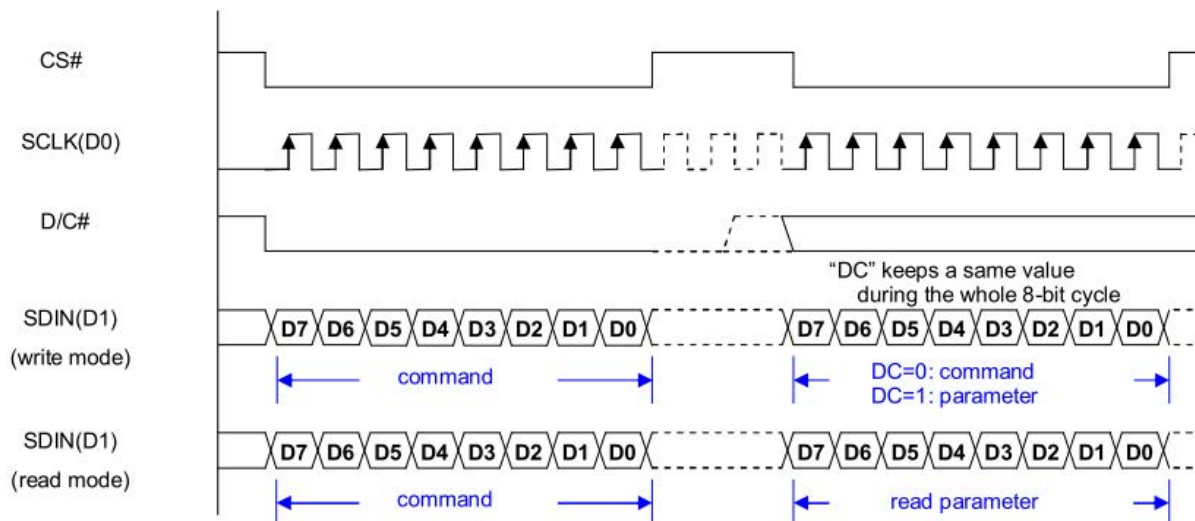 CS#
SCLK(D0)
D/C#
“DC” keeps a same value
during the whole 8-bit cycle
SDIN(D1)
(write mode)
D7 D6 D5 D4 D3 D2 D1 D0 D7 D6 D5 D4 D3 D2 D1 D0
command
DC=0: command
DC=1: parameter
SDIN(D1)
(read mode)
D7 D6 D5 D4 D3 D2 D1 D0 D7 D6 D5 D4 D3 D2 D1 D0
command read parameter